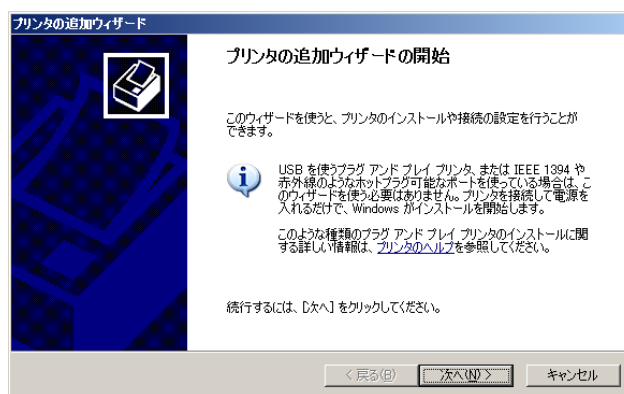 プリンタの追加ウィザード
プリンタの追加ウィザードの開始
このウィザードを使うと、プリンタのインストールや接続の設定を行うことが
できます。
USB を使うプラグ アンド プレイ プリンタ、または IEEE 1394 や
赤外線のようなホットプラグ可能なポートを使っている場合は、こ
のウィザードを使う必要はありません。プリンタを接続して電源を
入れるだけで、Windows がインストールを開始します。
このような種類のプラグ アンド プレイ プリンタのインストールに関
する詳しい情報は、プリンタのヘルプを参照してください。
続行するには、[次へ] をクリックしてください。
< 戻る(B)
次へ(N) >
キャンセル